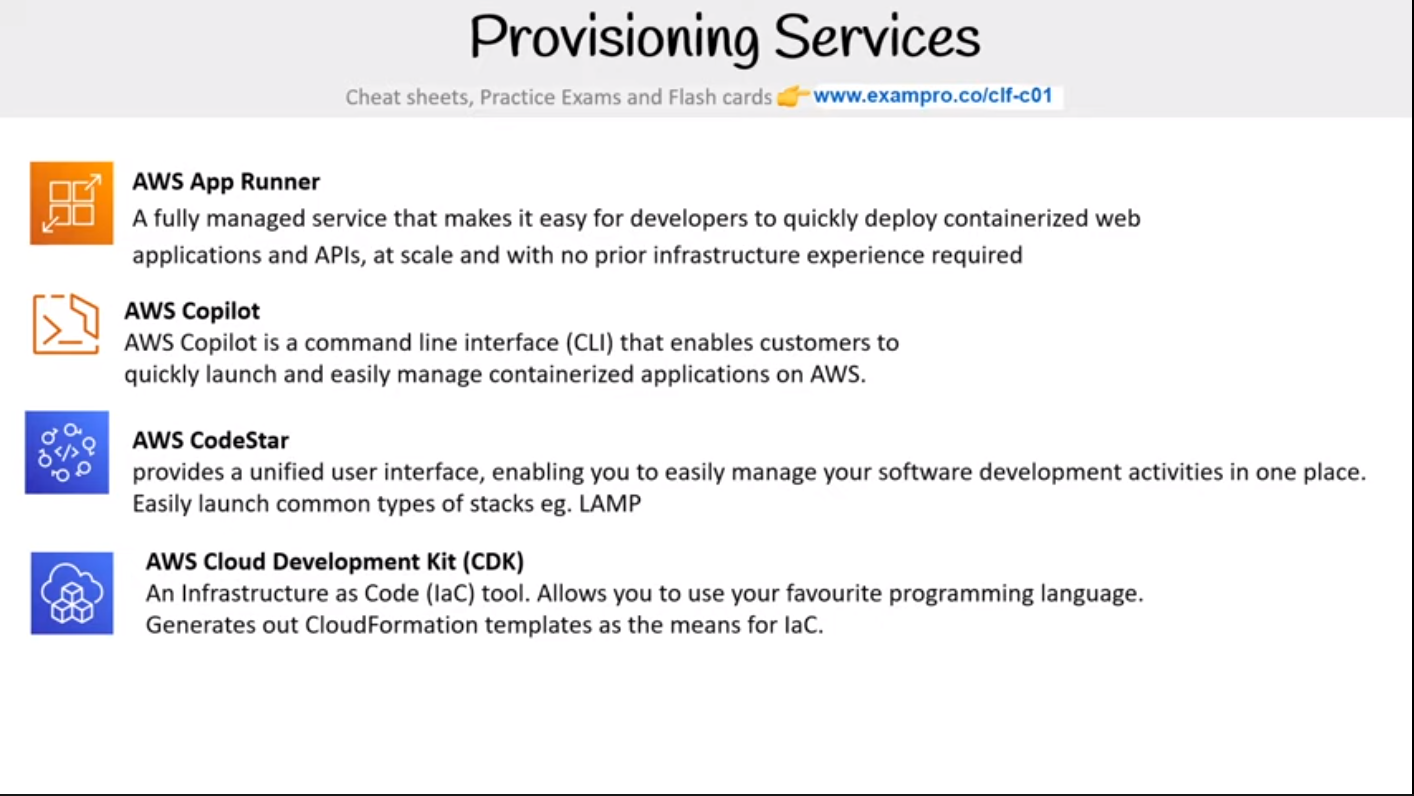 Provisioning Services
Cheat sheets, Practice Exams and Flash cards 👉 www.exampro.co/clf-c01
AWS App Runner
A fully managed service that makes it easy for developers to quickly deploy containerized web
applications and APIs, at scale and with no prior infrastructure experience required
AWS Copilot
AWS Copilot is a command line interface (CLI) that enables customers to
quickly launch and easily manage containerized applications on AWS.
AWS CodeStar
provides a unified user interface, enabling you to easily manage your software development activities in one place.
Easily launch common types of stacks eg. LAMP
AWS Cloud Development Kit (CDK)
An Infrastructure as Code (IaC) tool. Allows you to use your favourite programming language.
Generates out CloudFormation templates as the means for IaC.